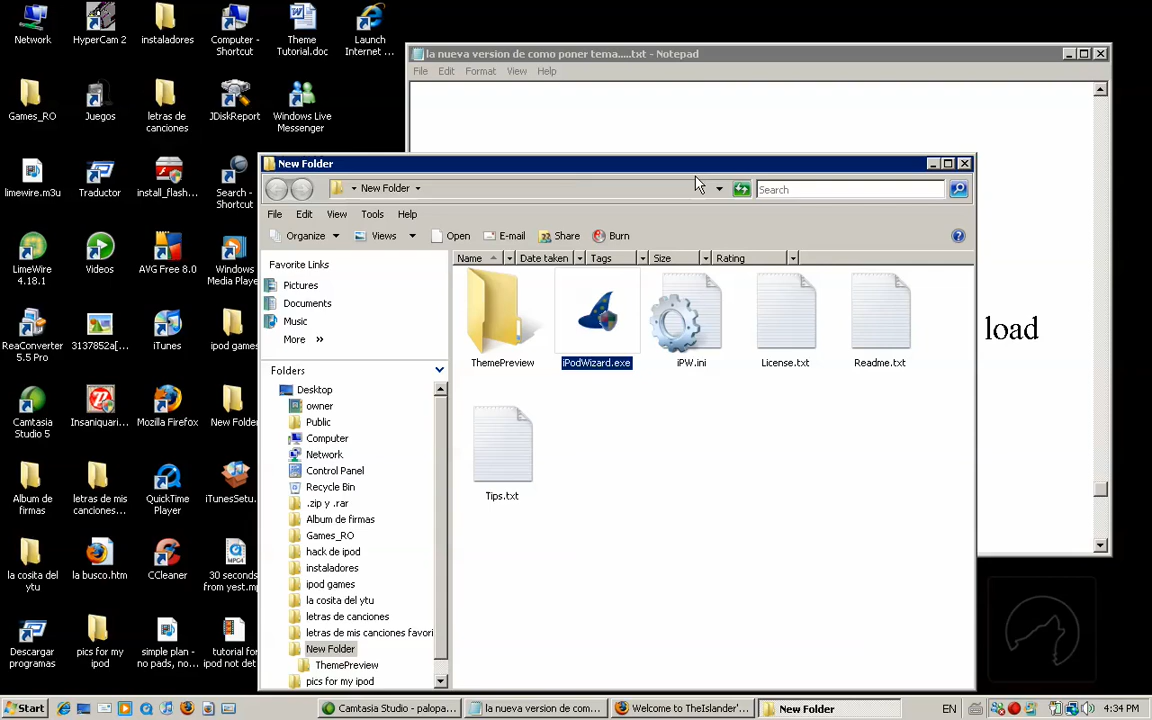 Network
HyperCam 2
instaladores
Computer -
Shortcut
Theme
Tutorial.doc
Launch
Internet ...
la nueva version de como poner tema.....txt - Notepad
File Edit Format View Help
Games_RO
Juegos
letras de
canciones
JDiskReport
Windows Live
Messenger
New Folder
New Folder
Search
limewire.m3u
Traductor
install_flash...
Search -
Shortcut
File Edit View Tools Help
Organize Views Open E-mail Share Burn
LimeWire
4.18.1
Videos
AVG Free 8.0
Windows
Media Playe
Favorite Links
Pictures
Documents
Music
More »
Name Date taken Tags Size Rating
ThemePreview
iPodWizard.exe
iPW.ini
License.txt
Readme.txt
Tips.txt
load
ReaConverter
5.5 Pro
3137852a[...
iTunes
ipod games
Folders
Desktop
owner
Public
Computer
Network
Control Panel
Recycle Bin
.zip y .rar
Album de firmas
Games_RO
hack de ipod
instaladores
ipod games
la cosita del ytu
letras de canciones
letras de mis canciones favori
New Folder
ThemePreview
pics for my ipod
Camtasia
Studio 5
Insaniquari...
Mozilla Firefox
New Folder
Album de
firmas
letras de mis
canciones...
QuickTime
Player
iTunesSetu...
la cosita del
ytu
la busco.htm
CCleaner
30 seconds
from yest.mp
Descargar
programas
pics for my
ipod
simple plan -
no pads, no...
tutorial for
ipod not det
Start
Camtasia Studio - palopa...
la nueva version de com...
Welcome to TheIslander'...
New Folder
EN
4:34 PM